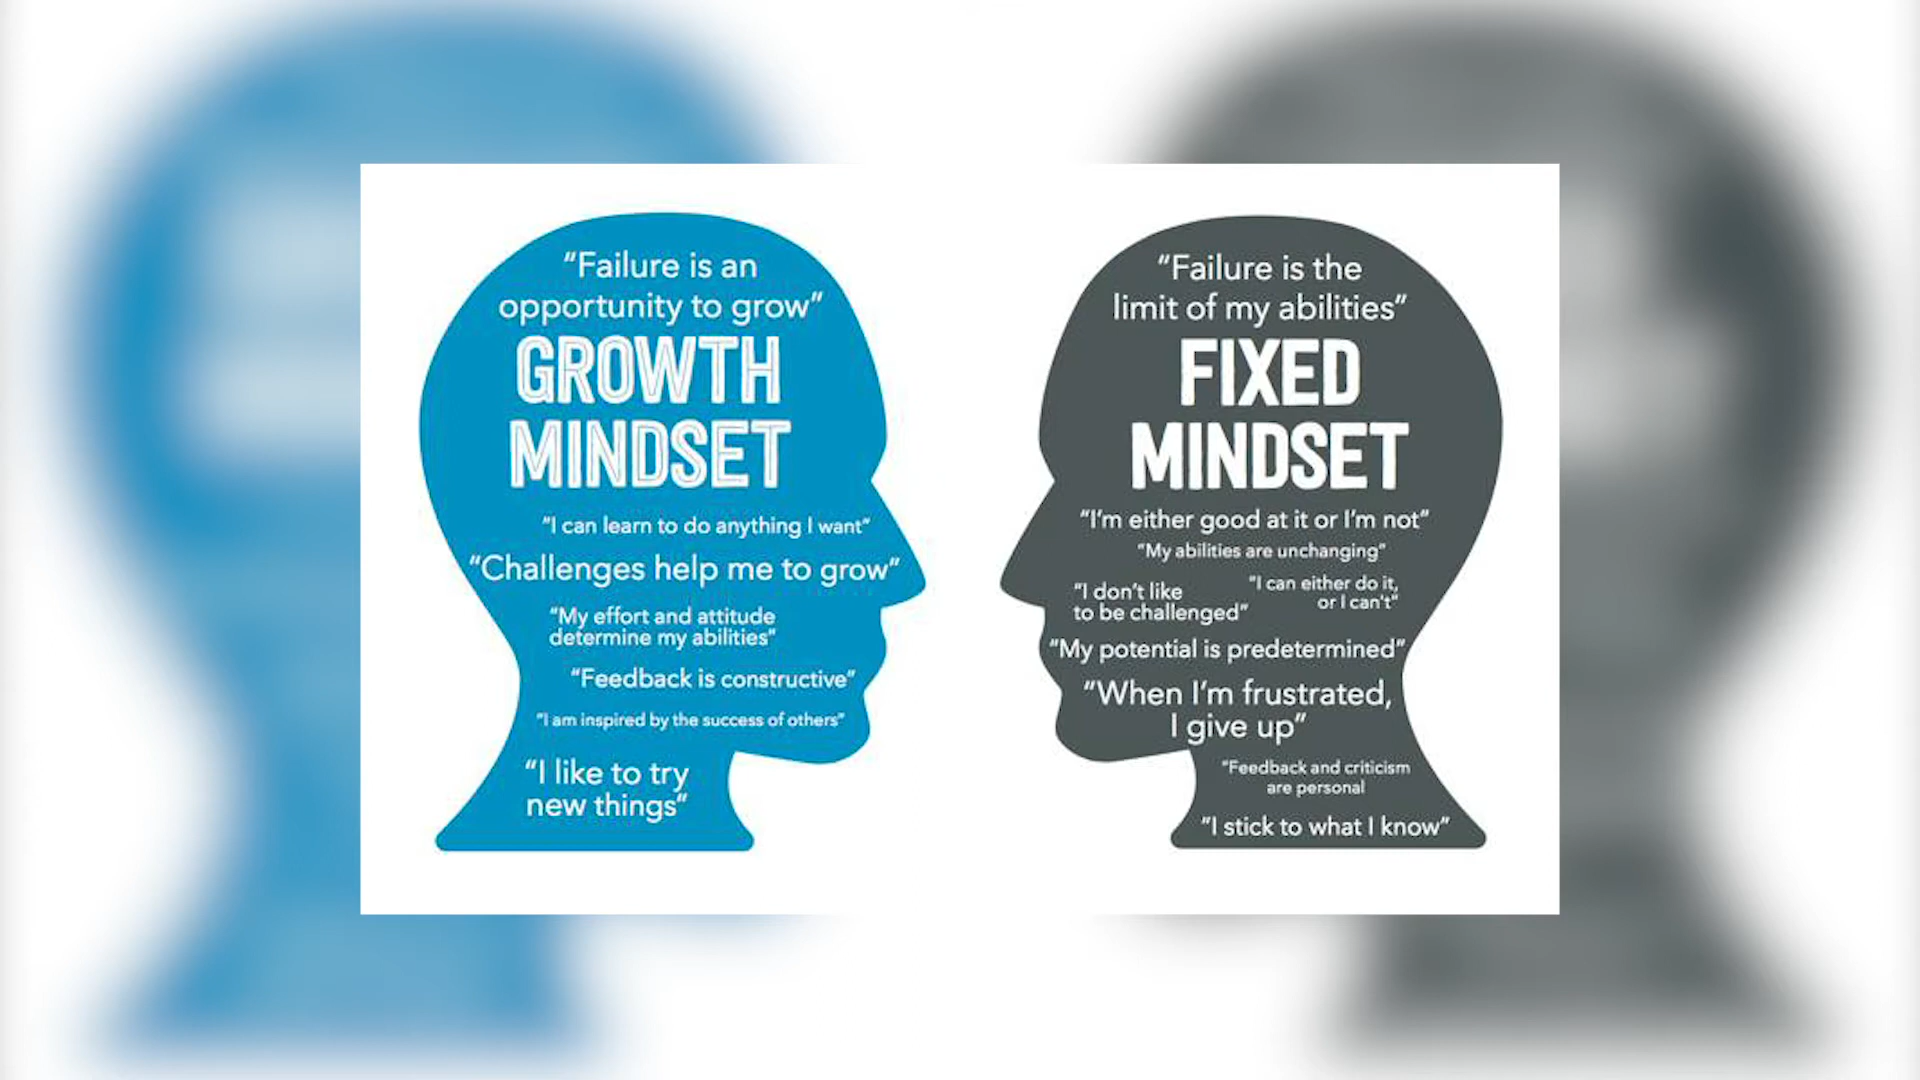 “Failure is an
opportunity to grow”
GROWTH
MINDSET
“I can learn to do anything I want”
“Challenges help me to grow”
“My effort and attitude
determine my abilities”
“Feedback is constructive”
“I am inspired by the success of others”
“I like to try
new things”
“Failure is the
limit of my abilities”
FIXED
MINDSET
“I’m either good at it or I’m not”
“My abilities are unchanging”
“I don’t like
to be challenged”
“I can either do it,
or I can’t”
“My potential is predetermined”
“When I’m frustrated,
I give up”
“Feedback and criticism
are personal
“I stick to what I know”